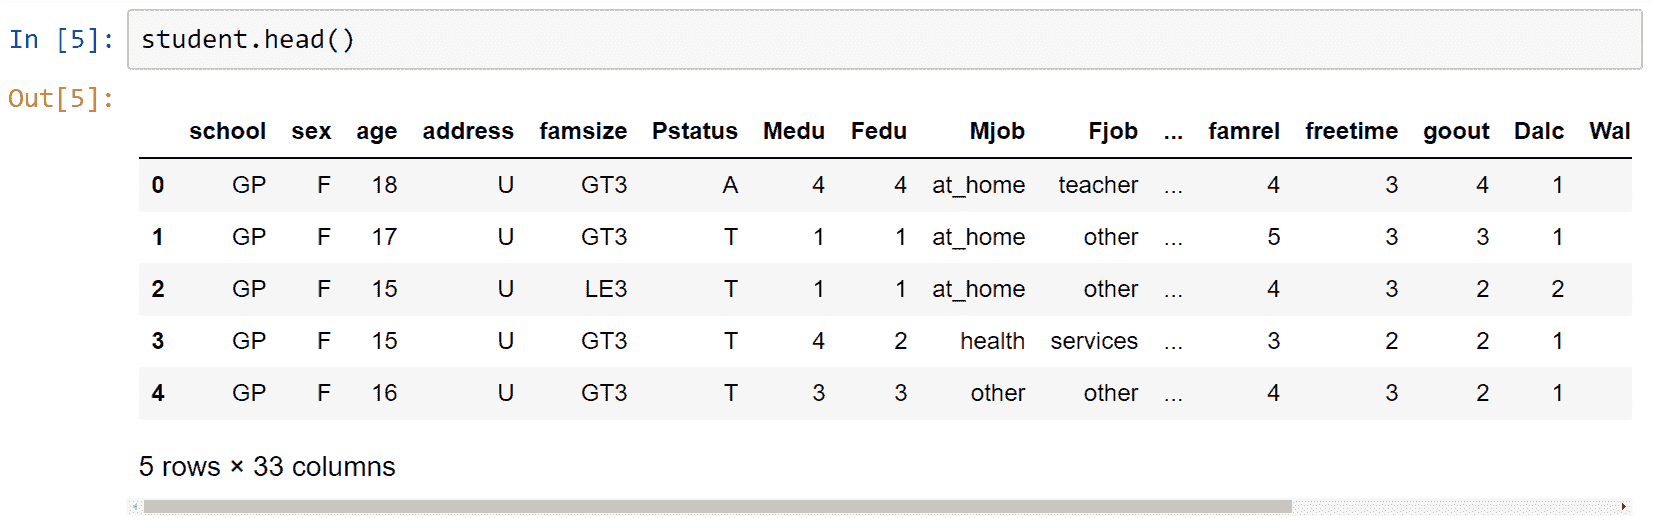 In [5]: student.head()
Out[5]:
school sex age address famsize Pstatus Medu Fedu Mjob Fjob ... famrel freetime goout Dalc Wal
0 GP F 18 U GT3 A 4 4 at_home teacher ... 4 3 4 1
1 GP F 17 U GT3 T 1 1 at_home other ... 5 3 3 1
2 GP F 15 U LE3 T 1 1 at_home other ... 4 3 2 2
3 GP F 15 U GT3 T 4 2 health services ... 3 2 2 1
4 GP F 16 U GT3 T 3 3 other other ... 4 3 2 1
5 rows × 33 columns